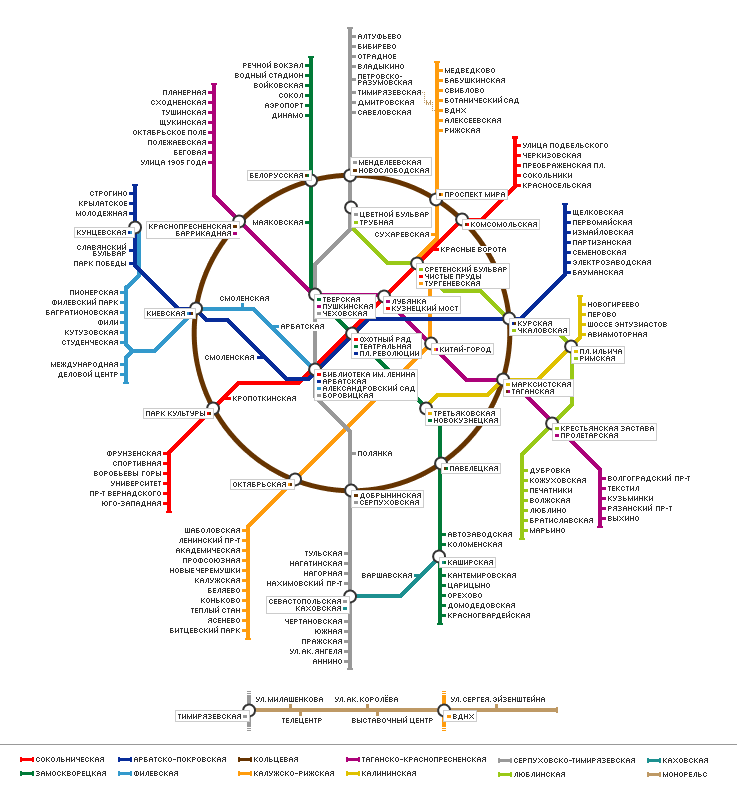 АЛТУФЬЕВО
БИБИРЕВО
ОТРАДНОЕ
ВЛАДЫКИНО
ПЕТРОВСКО-
РАЗУМОВСКАЯ
ТИМИРЯЗЕВСКАЯ
М
ДМИТРОВСКАЯ
САВЕЛОВСКАЯ
РЕЧНОЙ ВОКЗАЛ
ВОДНЫЙ СТАДИОН
ВОЙКОВСКАЯ
СОКОЛ
АЭРОПОРТ
ДИНАМО
МЕДВЕДКОВО
БАБУШКИНСКАЯ
СВИБЛОВО
БОТАНИЧЕСКИЙ САД
ВДНХ
АЛЕКСЕЕВСКАЯ
РИЖСКАЯ
ПЛАНЕРНАЯ
СХОДНЕНСКАЯ
ТУШИНСКАЯ
ЩУКИНСКАЯ
ОКТЯБРЬСКОЕ ПОЛЕ
ПОЛЕЖАЕВСКАЯ
БЕГОВАЯ
УЛИЦА 1905 ГОДА
УЛИЦА ПОДБЕЛЬСКОГО
ЧЕРКИЗОВСКАЯ
ПРЕОБРАЖЕНСКАЯ ПЛ.
СОКОЛЬНИКИ
КРАСНОСЕЛЬСКАЯ
БЕЛОРУССКАЯ
МЕНДЕЛЕЕВСКАЯ
НОВОСЛОБОДСКАЯ
ПРОСПЕКТ МИРА
СТРОГИНО
КРЫЛАТСКОЕ
МОЛОДЕЖНАЯ
КУНЦЕВСКАЯ
СЛАВЯНСКИЙ
БУЛЬВАР
ПАРК ПОБЕДЫ
КРАСНОПРЕСНЕНСКАЯ
БАРРИКАДНАЯ
МАЯКОВСКАЯ
ЦВЕТНОЙ БУЛЬВАР
ТРУБНАЯ
СУХАРЕВСКАЯ
КОМСОМОЛЬСКАЯ
КРАСНЫЕ ВОРОТА
ЩЕЛКОВСКАЯ
ПЕРВОМАЙСКАЯ
ИЗМАЙЛОВСКАЯ
ПАРТИЗАНСКАЯ
СЕМЕНОВСКАЯ
ЭЛЕКТРОЗАВОДСКАЯ
БАУМАНСКАЯ
СРЕТЕНСКИЙ БУЛЬВАР
ЧИСТЫЕ ПРУДЫ
ТУРГЕНЕВСКАЯ
ПИОНЕРСКАЯ
ФИЛЕВСКИЙ ПАРК
БАГРАТИОНОВСКАЯ
ФИЛИ
КУТУЗОВСКАЯ
СТУДЕНЧЕСКАЯ
МЕЖДУНАРОДНАЯ
ДЕЛОВОЙ ЦЕНТР
КИЕВСКАЯ
СМОЛЕНСКАЯ
АРБАТСКАЯ
СМОЛЕНСКАЯ
ТВЕРСКАЯ
ПУШКИНСКАЯ
ЧЕХОВСКАЯ
ЛУБЯНКА
КУЗНЕЦКИЙ МОСТ
ОХОТНЫЙ РЯД
ТЕАТРАЛЬНАЯ
ПЛ. РЕВОЛЮЦИИ
КИТАЙ-ГОРОД
КУРСКАЯ
ЧКАЛОВСКАЯ
НОВОГИРЕЕВО
ПЕРОВО
ШОССЕ ЭНТУЗИАСТОВ
АВИАМОТОРНАЯ
ПЛ. ИЛЬИЧА
РИМСКАЯ
БИБЛИОТЕКА ИМ. ЛЕНИНА
АРБАТСКАЯ
АЛЕКСАНДРОВСКИЙ САД
БОРОВИЦКАЯ
МАРКСИСТСКАЯ
ТАГАНСКАЯ
КРОПОТКИНСКАЯ
ПАРК КУЛЬТУРЫ
ТРЕТЬЯКОВСКАЯ
НОВОКУЗНЕЦКАЯ
КРЕСТЬЯНСКАЯ ЗАСТАВА
ПРОЛЕТАРСКАЯ
ФРУНЗЕНСКАЯ
СПОРТИВНАЯ
ВОРОБЬЕВЫ ГОРЫ
УНИВЕРСИТЕТ
ПР-Т ВЕРНАДСКОГО
ЮГО-ЗАПАДНАЯ
ПОЛЯНКА
ОКТЯБРЬСКАЯ
ПАВЕЛЕЦКАЯ
ДОБРЫНИНСКАЯ
СЕРПУХОВСКАЯ
ДУБРОВКА
КОЖУХОВСКАЯ
ПЕЧАТНИКИ
ВОЛЖСКАЯ
ЛЮБЛИНО
БРАТИСЛАВСКАЯ
МАРЬИНО
ВОЛГОГРАДСКИЙ ПР-Т
ТЕКСТИЛ
КУЗЬМИНКИ
РЯЗАНСКИЙ ПР-Т
ВЫХИНО
ШАБОЛОВСКАЯ
ЛЕНИНСКИЙ ПР-Т
АКАДЕМИЧЕСКАЯ
ПРОФСОЮЗНАЯ
НОВЫЕ ЧЕРЕМУШКИ
КАЛУЖСКАЯ
БЕЛЯЕВО
КОНЬКОВО
ТЕПЛЫЙ СТАН
ЯСЕНЕВО
БИТЦЕВСКИЙ ПАРК
ТУЛЬСКАЯ
НАГАТИНСКАЯ
НАГОРНАЯ
НАХИМОВСКИЙ ПР-Т
СЕВАСТОПОЛЬСКАЯ
КАХОВСКАЯ
ЧЕРТАНОВСКАЯ
ЮЖНАЯ
ПРАЖСКАЯ
УЛ. АК. ЯНГЕЛЯ
АННИНО
ВАРШАВСКАЯ
АВТОЗАВОДСКАЯ
КОЛОМЕНСКАЯ
КАШИРСКАЯ
КАНТЕМИРОВСКАЯ
ЦАРИЦЫНО
ОРЕХОВО
ДОМОДЕДОВСКАЯ
КРАСНОГВАРДЕЙСКАЯ
УЛ. МИЛАШЕНКОВА
УЛ. АК. КОРОЛЁВА
УЛ. СЕРГЕЯ. ЭЙЗЕНШТЕЙНА
ТИМИРЯЗЕВСКАЯ
ТЕЛЕЦЕНТР
ВЫСТАВОЧНЫЙ ЦЕНТР
ВДНХ
СОКОЛЬНИЧЕСКАЯ
АРБАТСКО-ПОКРОВСКАЯ
КОЛЬЦЕВАЯ
ТАГАНСКО-КРАСНОПРЕСНЕНСКАЯ
СЕРПУХОВСКО-ТИМИРЯЗЕВСКАЯ
КАХОВСКАЯ
ЗАМОСКВОРЕЦКАЯ
ФИЛЕВСКАЯ
КАЛУЖСКО-РИЖСКАЯ
КАЛИНИНСКАЯ
ЛЮБЛИНСКАЯ
МОНОРЕЛЬС